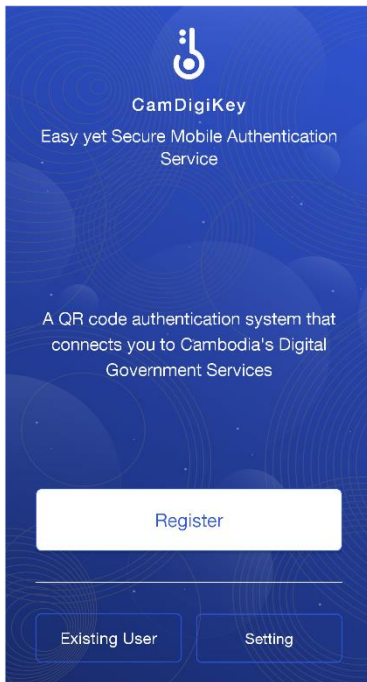 CamDigiKey
Easy yet Secure Mobile Authentication
Service
A QR code authentication system that
connects you to Cambodia's Digital
Government Services
Register
Existing User
Setting